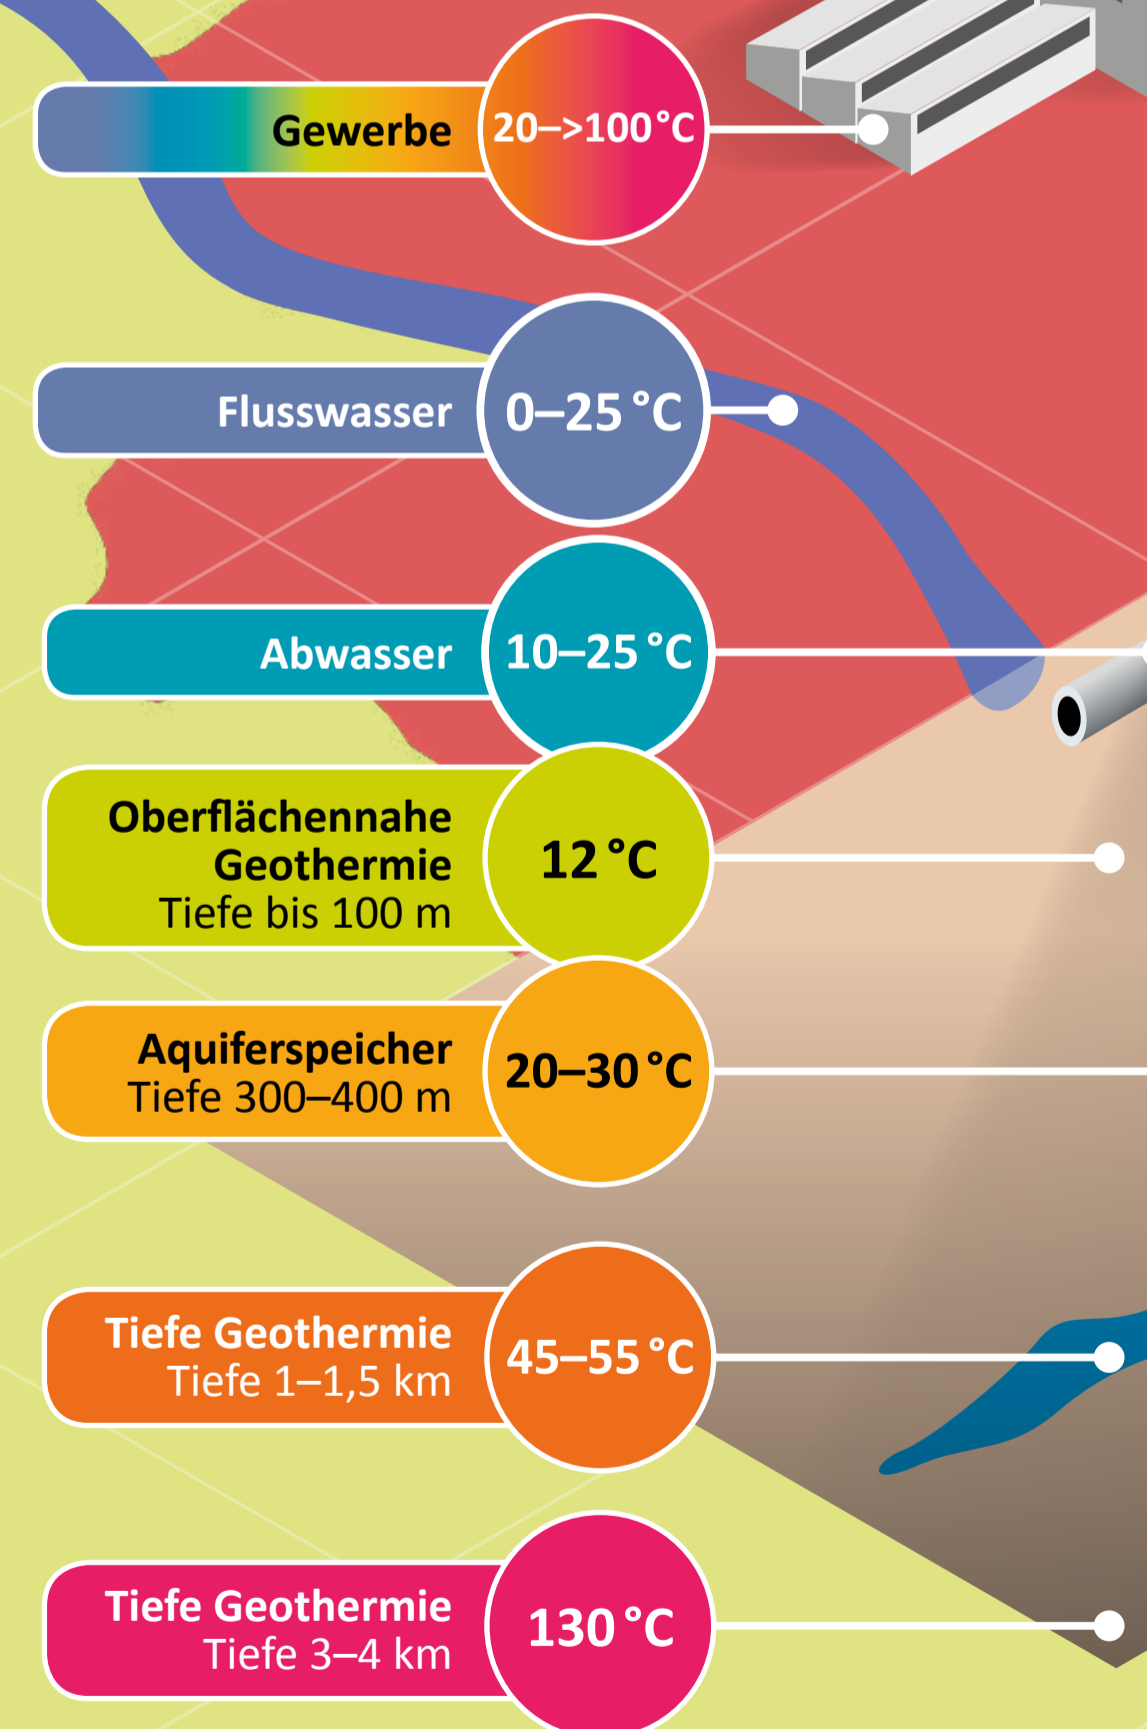 Gewerbe
20–>100 °C
Flusswasser
0–25 °C
Abwasser
10–25 °C
Oberflächennahe
Geothermie
Tiefe bis 100 m
12 °C
Aquiferspeicher
Tiefe 300–400 m
20–30 °C
Tiefe Geothermie
Tiefe 1–1,5 km
45–55 °C
Tiefe Geothermie
Tiefe 3–4 km
130 °C